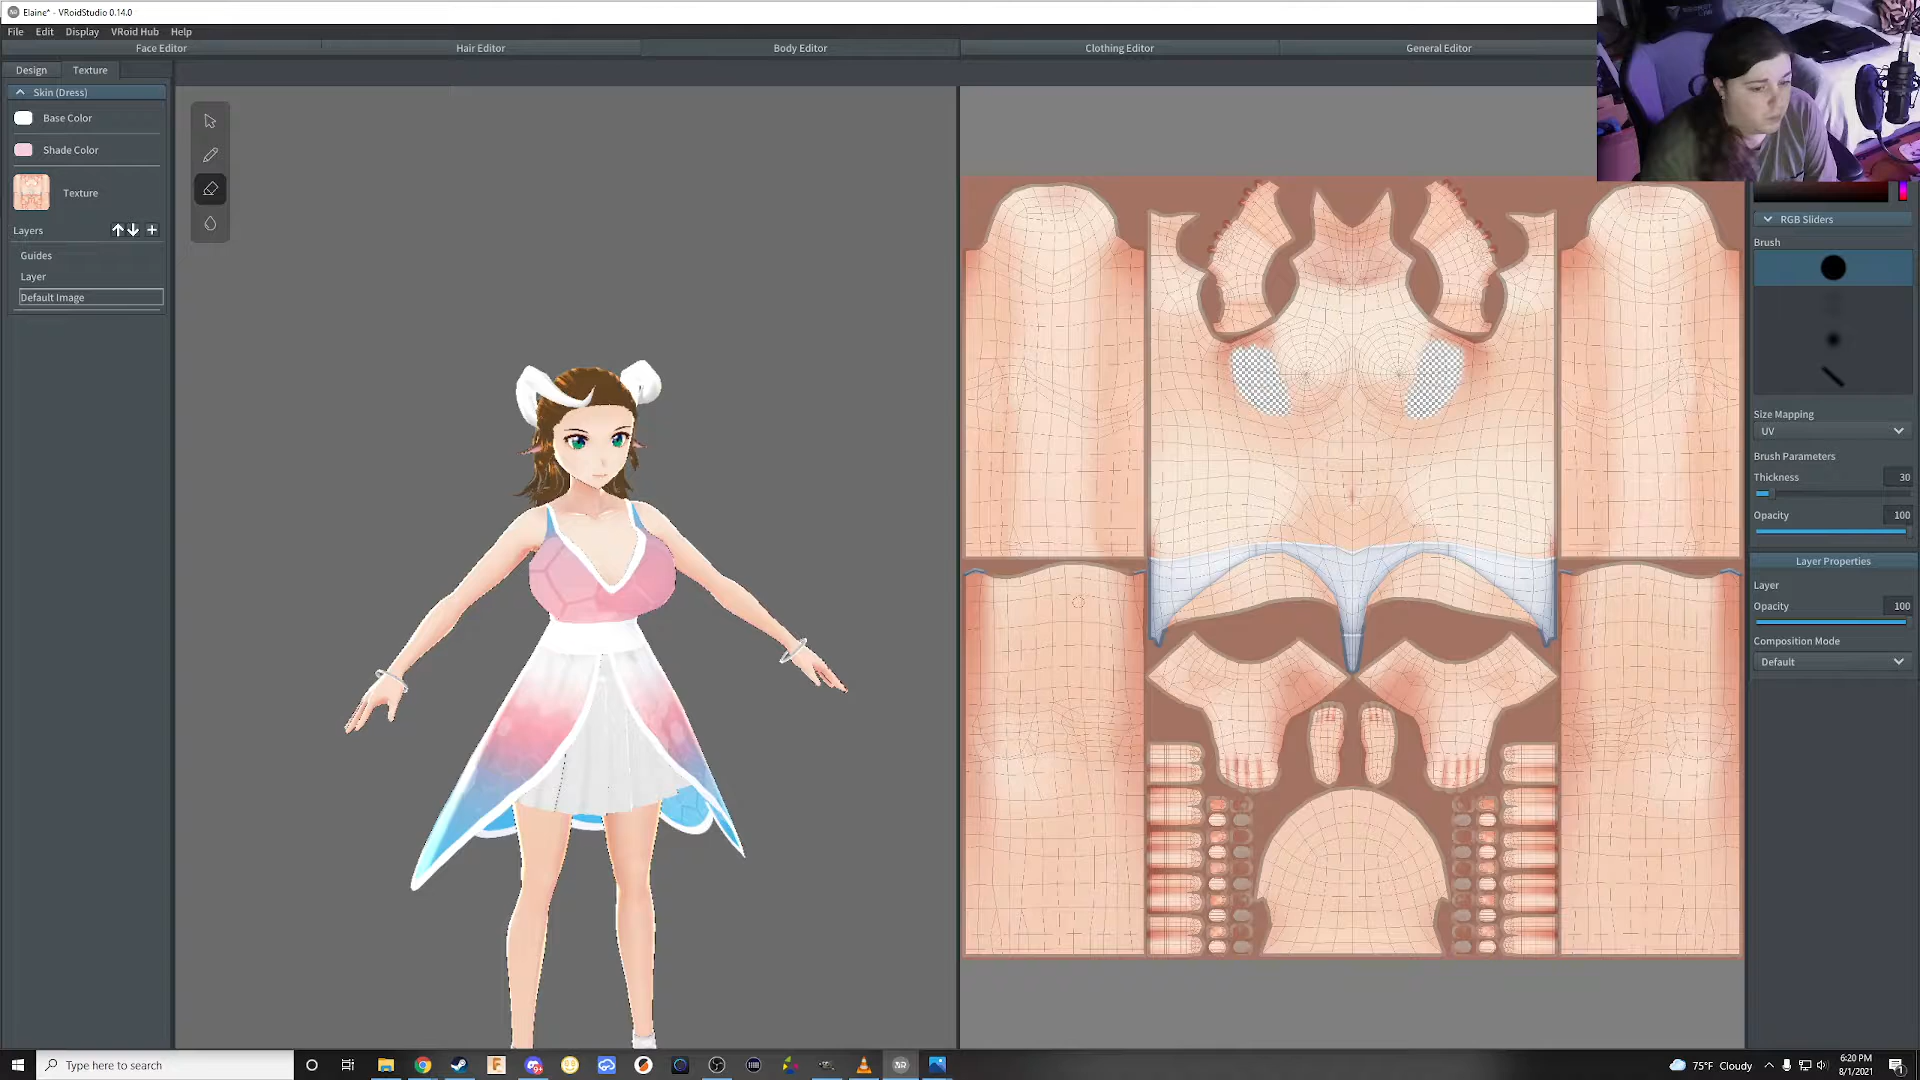 Elaine* - VRoidStudio 0.14.0
File Edit Display VRoid Hub Help
Face Editor Hair Editor Body Editor Clothing Editor General Editor
Design Texture
Skin (Dress)
Base Color
Shade Color
Texture
Layers
Guides
Layer
Default Image
RGB Sliders
Brush
Size Mapping
UV
Brush Parameters
Thickness 30
Opacity 100
Layer Properties
Layer
Opacity 100
Composition Mode
Default
Type here to search
75°F Cloudy
6:20 PM
8/1/2021